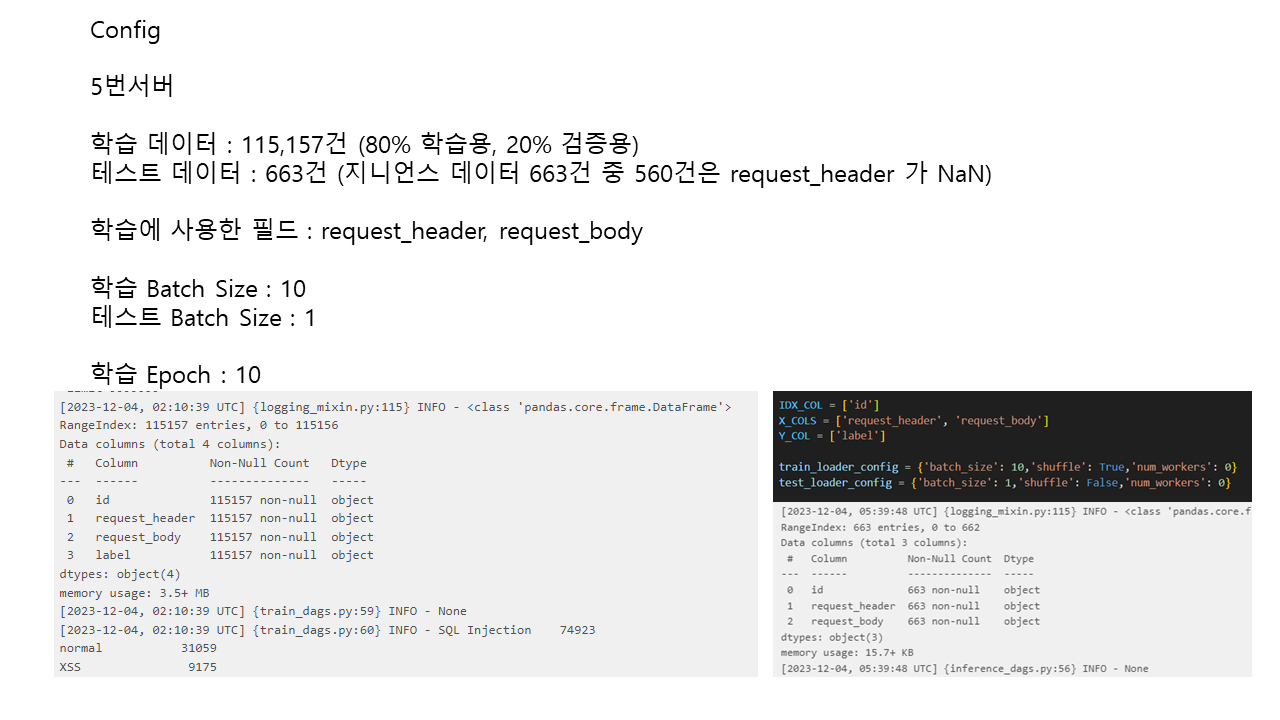 Config
5번서버
학습 데이터 : 115,157건 (80% 학습용, 20% 검증용)
테스트 데이터 : 663건 (지니언스 데이터 663건 중 560건은 request_header 가 NaN)
학습에 사용한 필드 : request_header, request_body
학습 Batch Size : 10
테스트 Batch Size : 1
학습 Epoch : 10
[2023-12-04, 02:10:39 UTC] {logging_mixin.py:115} INFO - <class 'pandas.core.frame.DataFrame'>
RangeIndex: 115157 entries, 0 to 115156
Data columns (total 4 columns):
 #   Column          Non-Null Count   Dtype
---  ------          --------------   -----
 0   id              115157 non-null  object
 1   request_header  115157 non-null  object
 2   request_body    115157 non-null  object
 3   label           115157 non-null  object
dtypes: object(4)
memory usage: 3.5+ MB
[2023-12-04, 02:10:39 UTC] {train_dags.py:59} INFO - None
[2023-12-04, 02:10:39 UTC] {train_dags.py:60} INFO - SQL Injection    74923
normal           31059
XSS               9175
IDX_COL = ['id']
X_COLS = ['request_header', 'request_body']
Y_COL = ['label']
train_loader_config = {'batch_size': 10,'shuffle': True,'num_workers': 0}
test_loader_config = {'batch_size': 1,'shuffle': False,'num_workers': 0}
[2023-12-04, 05:39:48 UTC] {logging_mixin.py:115} INFO - <class 'pandas.core.f
RangeIndex: 663 entries, 0 to 662
Data columns (total 3 columns):
 #   Column          Non-Null Count  Dtype
---  ------          --------------  -----
 0   id              663 non-null    object
 1   request_header  663 non-null    object
 2   request_body    663 non-null    object
dtypes: object(3)
memory usage: 15.7+ KB
[2023-12-04, 05:39:48 UTC] {inference_dags.py:56} INFO - None